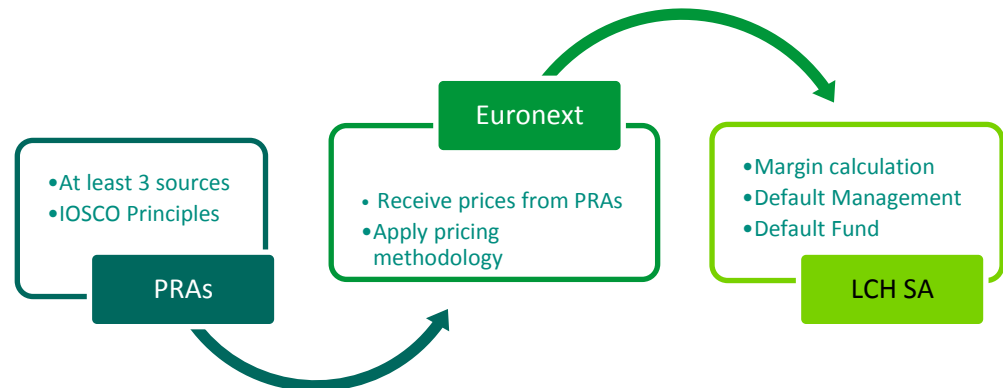 •At least 3 sources
•IOSCO Principles
PRAs
Euronext
• Receive prices from PRAs
•Apply pricing
methodology
•Margin calculation
•Default Management
•Default Fund
LCH SA